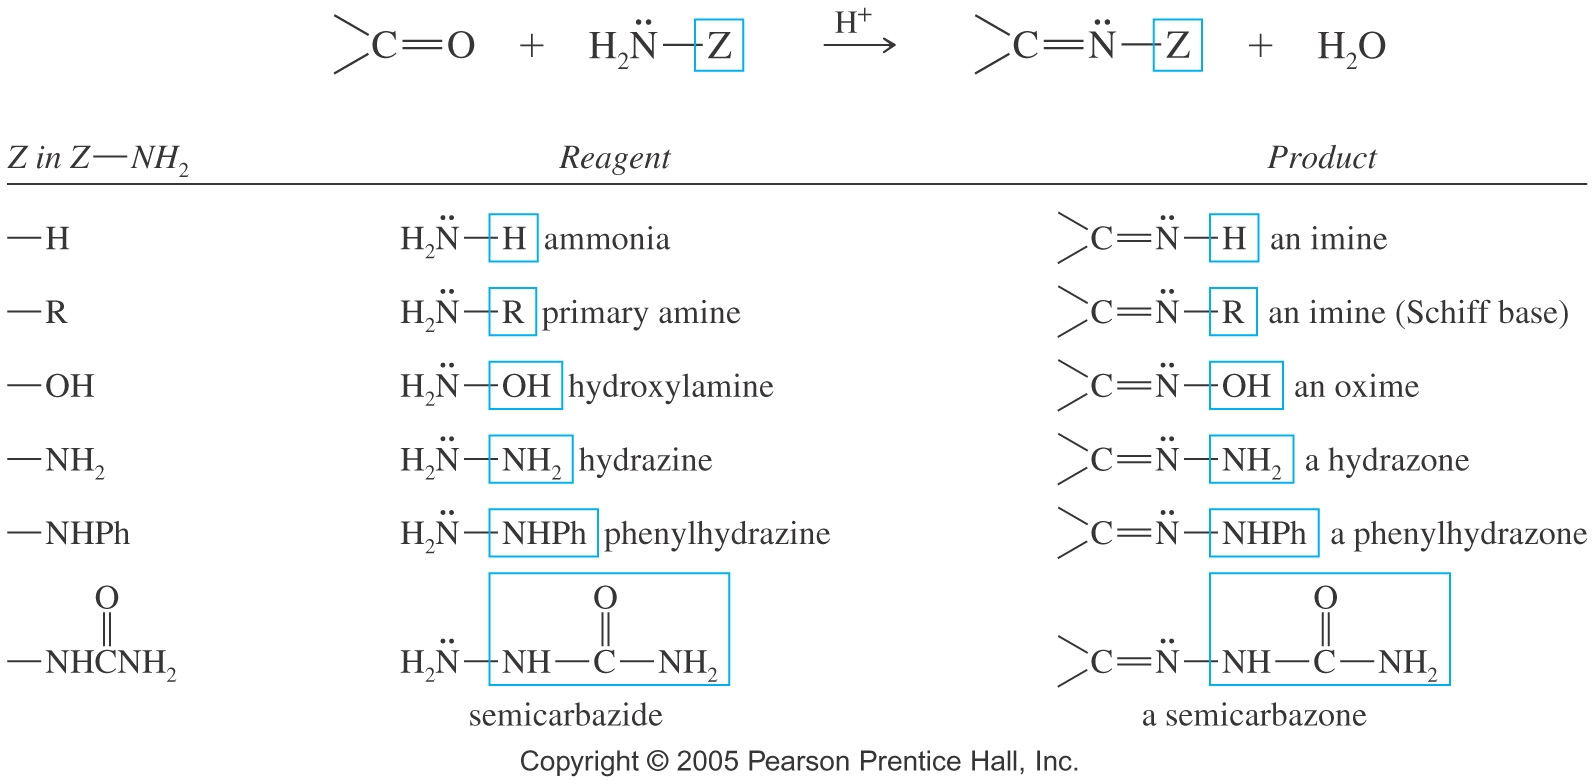 C=O + H₂N̈—Z H⁺ → C=N̈—Z + H₂O
Z in Z—NH₂ Reagent Product
—H H₂N̈—H ammonia C=N̈—H an imine
—R H₂N̈—R primary amine C=N̈—R an imine (Schiff base)
—OH H₂N̈—OH hydroxylamine C=N̈—OH an oxime
—NH₂ H₂N̈—NH₂ hydrazine C=N̈—NH₂ a hydrazone
—NHPh H₂N̈—NHPh phenylhydrazine C=N̈—NHPh a phenylhydrazone
O O O
—NHCNH₂ H₂N̈—NH—C—NH₂ C=N̈—NH—C—NH₂
semicarbazide a semicarbazone
Copyright © 2005 Pearson Prentice Hall, Inc.